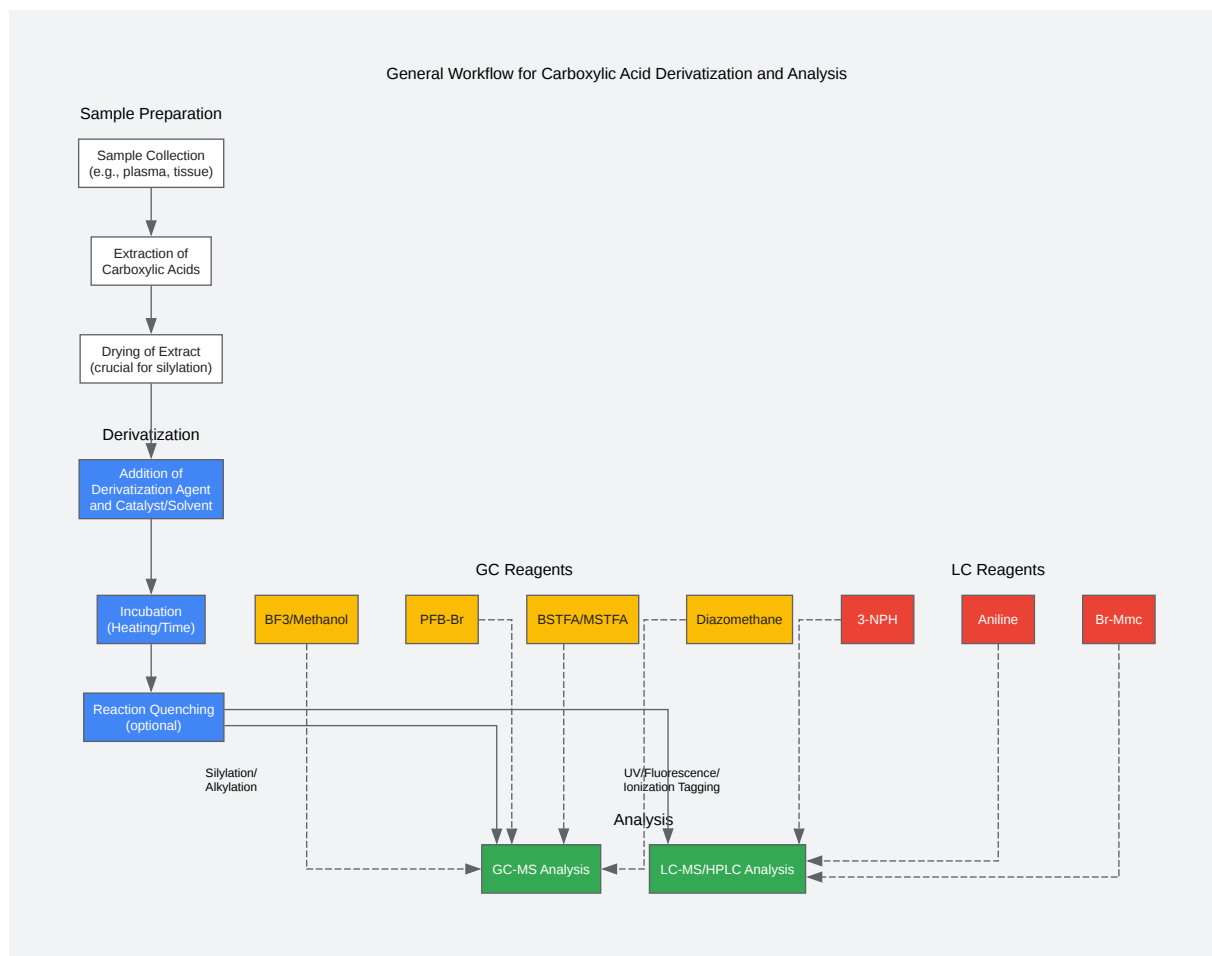 General Workflow for Carboxylic Acid Derivatization and Analysis
Sample Preparation
Sample Collection
(e.g., plasma, tissue)
Extraction of
Carboxylic Acids
Drying of Extract
(crucial for silylation)
Derivatization
Addition of
Derivatization Agent
and Catalyst/Solvent
Incubation
(Heating/Time)
Reaction Quenching
(optional)
GC Reagents
BF3/Methanol
PFB-Br
BSTFA/MSTFA
Diazomethane
LC Reagents
3-NPH
Aniline
Br-Mmc
Silylation/
Alkylation
UV/Fluorescence/
Ionization Tagging
Analysis
GC-MS Analysis
LC-MS/HPLC Analysis